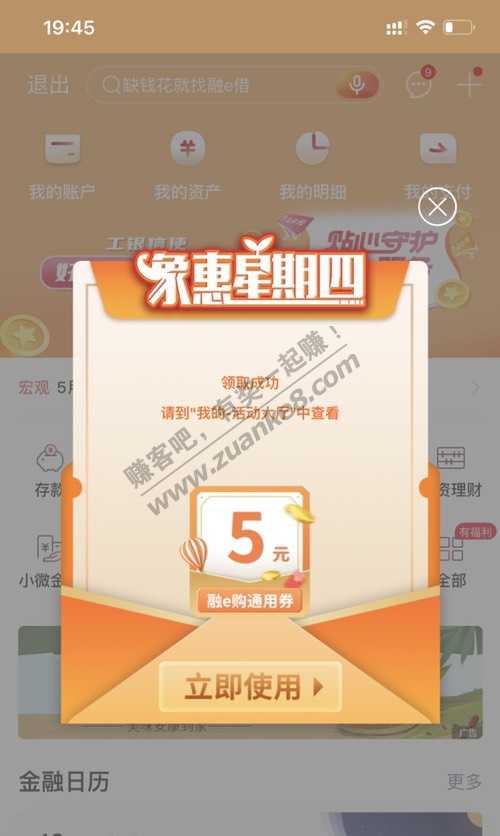 19:45
退出
缺钱花就找融e借
9
我的账户
我的资产
我的明细
我的支付
工银信使
贴心守护
象惠星期四
宏观 5月
领取成功
请到"我的-活动大厅"中查看
赚客吧，有奖一起赚！
www.zuanke8.com
存款
资理财
有福利
5元
小微金
全部
融e购通用券
立即使用
广告
金融日历
更多